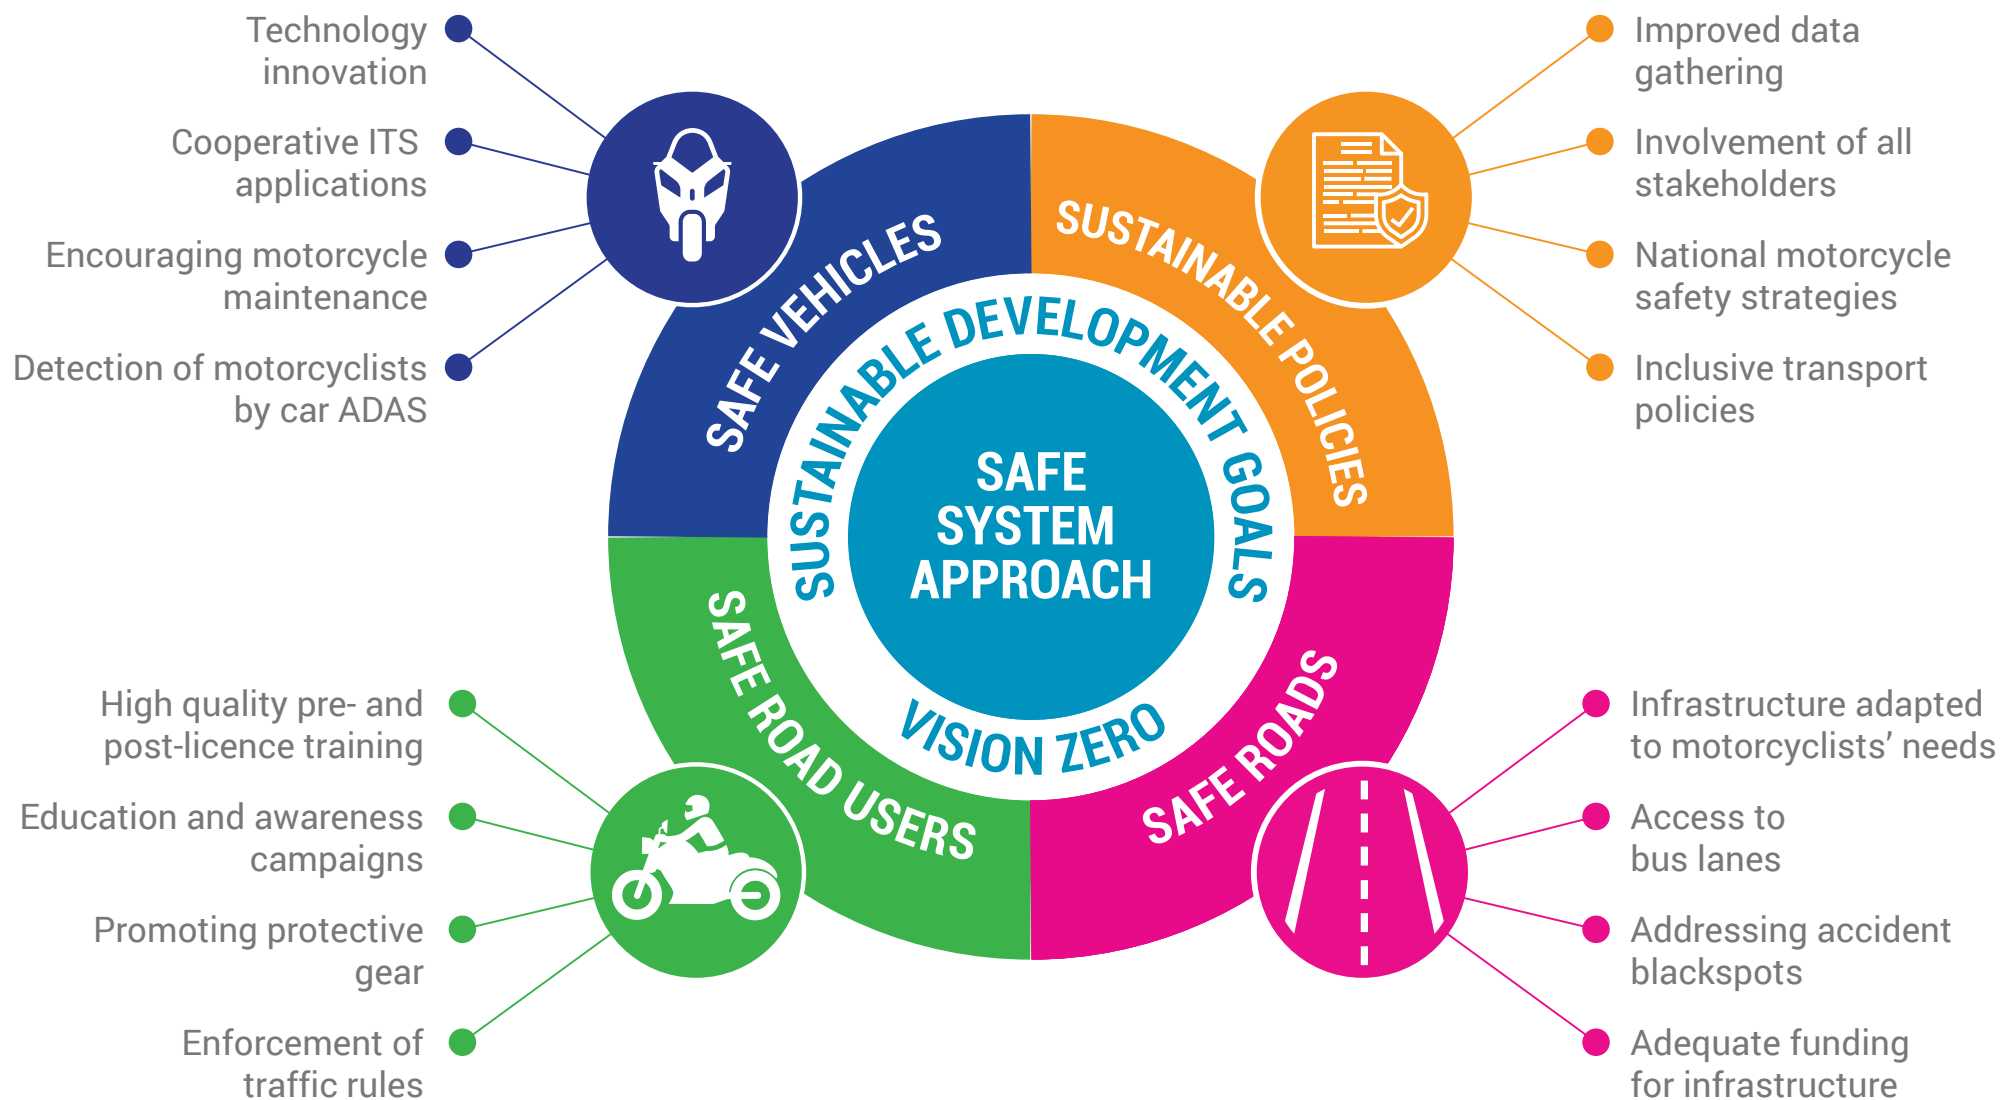 Technology
innovation
Cooperative ITS
applications
Encouraging motorcycle
maintenance
Detection of motorcyclists
by car ADAS
Improved data
gathering
Involvement of all
stakeholders
National motorcycle
safety strategies
Inclusive transport
policies
SAFE VEHICLES
SUSTAINABLE POLICIES
SUSTAINABLE DEVELOPMENT GOALS
SAFE
SYSTEM
APPROACH
VISION ZERO
SAFE ROAD USERS
SAFE ROADS
High quality pre- and
post-licence training
Education and awareness
campaigns
Promoting protective
gear
Enforcement of
traffic rules
Infrastructure adapted
to motorcyclists’ needs
Access to
bus lanes
Addressing accident
blackspots
Adequate funding
for infrastructure